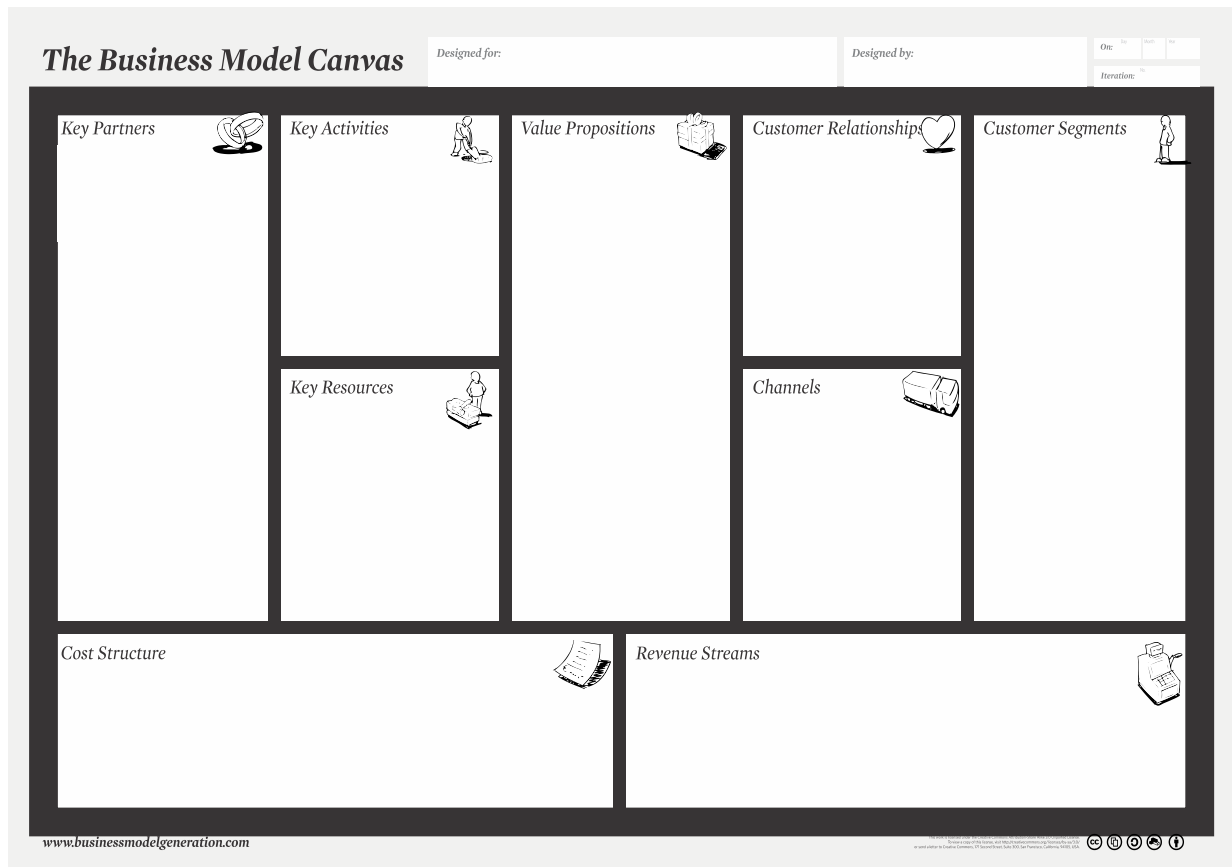 The Business Model Canvas
Designed for:
Designed by:
On:
Iteration:
Key Partners
Key Activities
Value Propositions
Customer Relationships
Customer Segments
Key Resources
Channels
Cost Structure
Revenue Streams
www.businessmodelgeneration.com